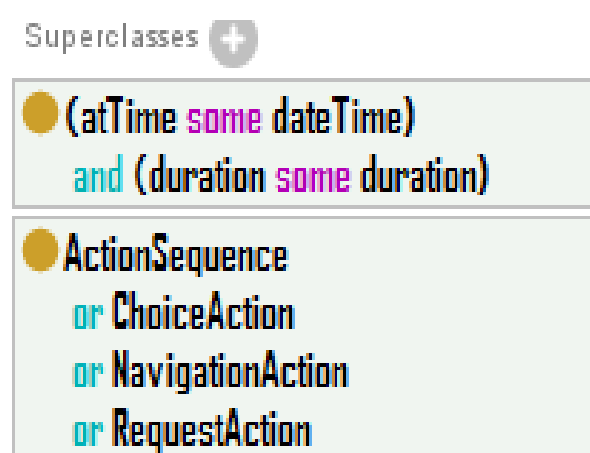 Superclasses +
(atTime some dateTime)
and (duration some duration)
ActionSequence
or ChoiceAction
or NavigationAction
or RequestAction